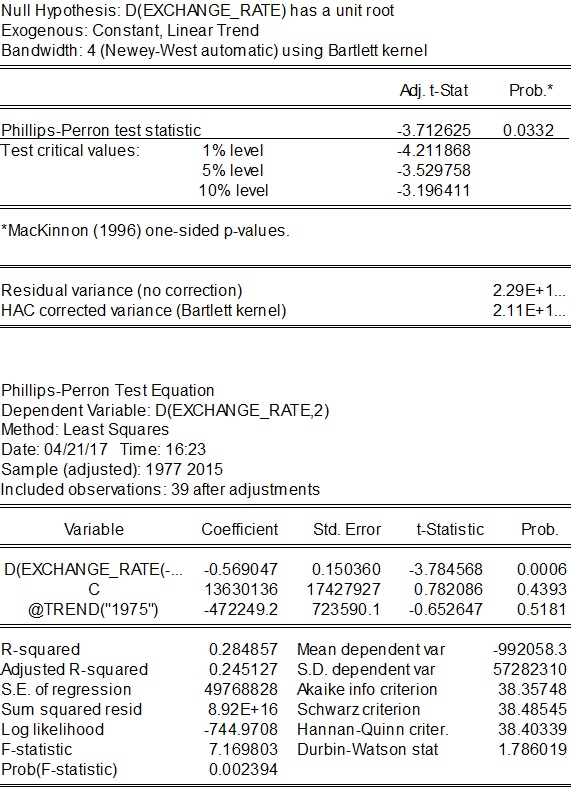 Null Hypothesis: D(EXCHANGE_RATE) has a unit root
Exogenous: Constant, Linear Trend
Bandwidth: 4 (Newey-West automatic) using Bartlett kernel
Adj. t-Stat Prob.*
Phillips-Perron test statistic -3.712625 0.0332
Test critical values: 1% level -4.211868
5% level -3.529758
10% level -3.196411
*MacKinnon (1996) one-sided p-values.
Residual variance (no correction) 2.29E+1...
HAC corrected variance (Bartlett kernel) 2.11E+1...
Phillips-Perron Test Equation
Dependent Variable: D(EXCHANGE_RATE,2)
Method: Least Squares
Date: 04/21/17 Time: 16:23
Sample (adjusted): 1977 2015
Included observations: 39 after adjustments
Variable Coefficient Std. Error t-Statistic Prob.
D(EXCHANGE_RATE(-... -0.569047 0.150360 -3.784568 0.0006
C 13630136 17427927 0.782086 0.4393
@TREND("1975") -472249.2 723590.1 -0.652647 0.5181
R-squared 0.284857 Mean dependent var -992058.3
Adjusted R-squared 0.245127 S.D. dependent var 57282310
S.E. of regression 49768828 Akaike info criterion 38.35748
Sum squared resid 8.92E+16 Schwarz criterion 38.48545
Log likelihood -744.9708 Hannan-Quinn criter. 38.40339
F-statistic 7.169803 Durbin-Watson stat 1.786019
Prob(F-statistic) 0.002394